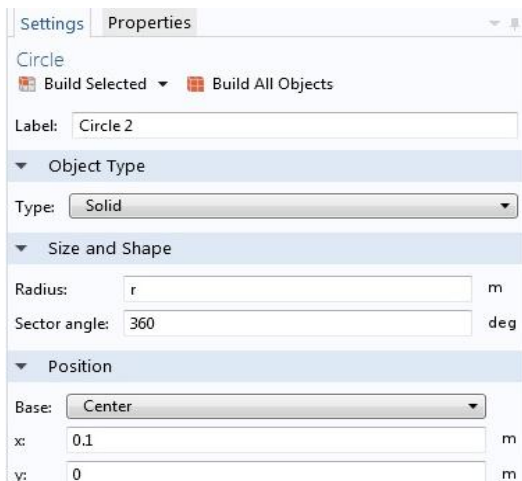 Settings Properties
Circle
Build Selected Build All Objects
Label: Circle 2
Object Type
Type: Solid
Size and Shape
Radius: r m
Sector angle: 360 deg
Position
Base: Center
x: 0.1 m
y: 0 m